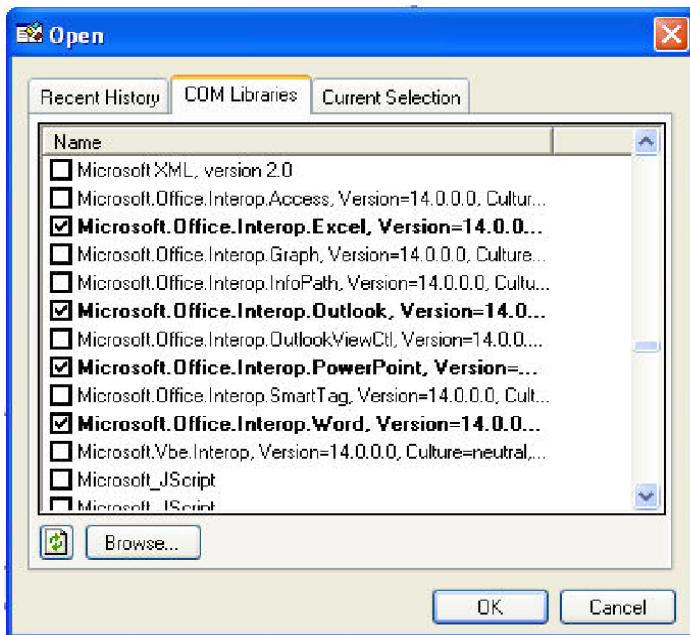 Open
Recent History COM Libraries Current Selection
Name
Microsoft XML, version 2.0
Microsoft.Office.Interop.Access, Version=14.0.0.0, Cultur...
Microsoft.Office.Interop.Excel, Version=14.0.0...
Microsoft.Office.Interop.Graph, Version=14.0.0.0, Culture...
Microsoft.Office.Interop.InfoPath, Version=14.0.0.0, Cultu...
Microsoft.Office.Interop.Outlook, Version=14.0...
Microsoft.Office.Interop.OutlookViewCtl, Version=14.0.0....
Microsoft.Office.Interop.PowerPoint, Version=...
Microsoft.Office.Interop.SmartTag, Version=14.0.0.0, Cult...
Microsoft.Office.Interop.Word, Version=14.0.0...
Microsoft.Vbe.Interop, Version=14.0.0.0, Culture=neutral,...
Microsoft_JScript
Microsoft_JScript
Browse...
OK Cancel